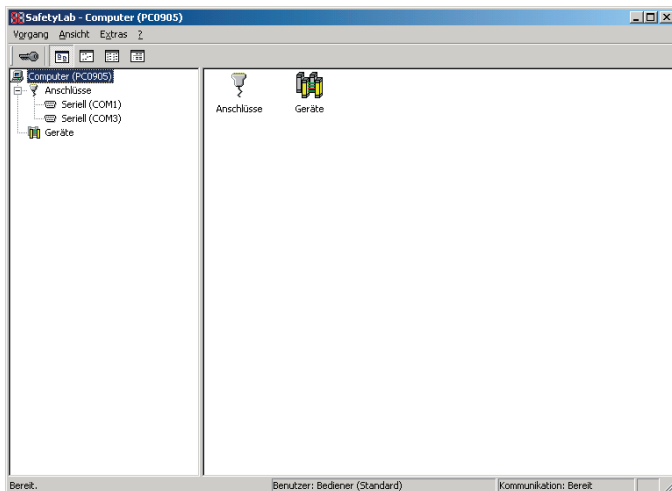 SafetyLab - Computer (PC0905)
Vorgang Ansicht Extras ?
Computer (PC0905)
Anschlüsse
Seriell (COM1)
Seriell (COM3)
Geräte
Anschlüsse Geräte
Bereit. Benutzer: Bediener (Standard) Kommunikation: Bereit